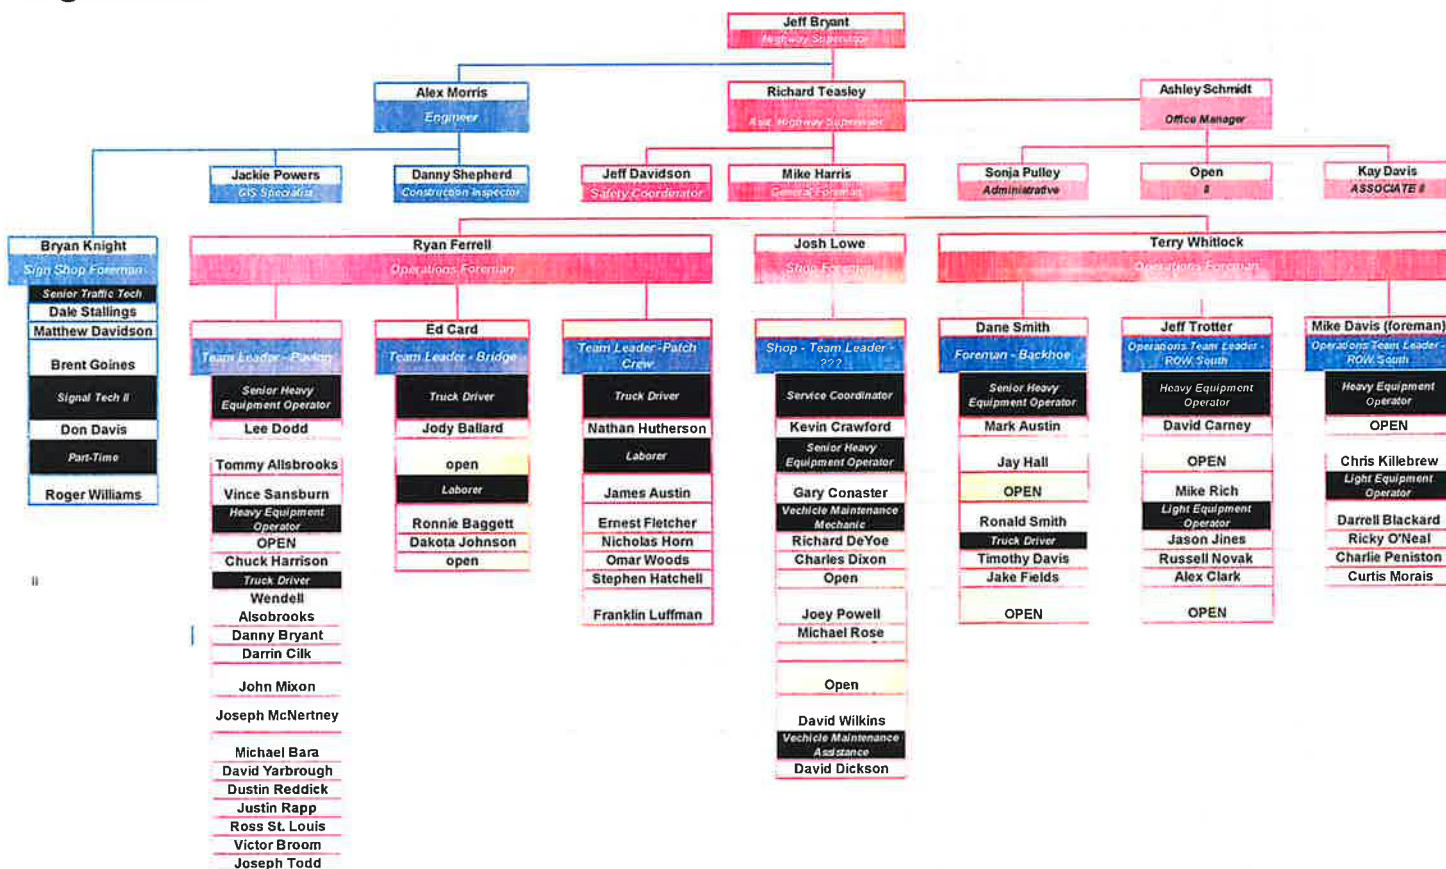 Jeff Bryant
Highway Supervisor
Alex Morris
Engineer
Richard Teasley
Asst. Highway Supervisor
Ashley Schmidt
Office Manager
Jackie Powers
GIS Specialist
Danny Shepherd
Construction Inspector
Jeff Davidson
Safety Coordinator
Mike Harris
General Foreman
Sonja Pulley
Administrative
Open
II
Kay Davis
ASSOCIATE II
Bryan Knight
Sign Shop Foreman
Senior Traffic Tech
Dale Stallings
Matthew Davidson
Brent Goines
Signal Tech II
Don Davis
Part-Time
Roger Williams
Ryan Ferrell
Operations Foreman
Team Leader - Paving
Senior Heavy
Equipment Operator
Lee Dodd
Tommy Allsbrooks
Vince Sansburn
Heavy Equipment
Operator
OPEN
Chuck Harrison
Truck Driver
Wendell
Alsobrooks
Danny Bryant
Darrin Cilk
John Mixon
Joseph McNertney
Michael Bara
David Yarbrough
Dustin Reddick
Justin Rapp
Ross St. Louis
Victor Broom
Joseph Todd
Ed Card
Team Leader - Bridge
Truck Driver
Jody Ballard
open
Laborer
Ronnie Baggett
Dakota Johnson
open
Team Leader -Patch
Crew
Truck Driver
Nathan Hutherson
Laborer
James Austin
Ernest Fletcher
Nicholas Horn
Omar Woods
Stephen Hatchell
Franklin Luffman
Josh Lowe
Shop Foreman
Shop - Team Leader -
???
Service Coordinator
Kevin Crawford
Senior Heavy
Equipment Operator
Gary Conaster
Vechicle Maintenance
Mechanic
Richard DeYoe
Charles Dixon
Open
Joey Powell
Michael Rose
Open
David Wilkins
Vechicle Maintenance
Assistance
David Dickson
Terry Whitlock
Operations Foreman
Dane Smith
Foreman - Backhoe
Senior Heavy
Equipment Operator
Mark Austin
Jay Hall
OPEN
Ronald Smith
Truck Driver
Timothy Davis
Jake Fields
OPEN
Jeff Trotter
Operations Team Leader -
ROW South
Heavy Equipment
Operator
David Carney
OPEN
Mike Rich
Light Equipment
Operator
Jason Jines
Russell Novak
Alex Clark
OPEN
Mike Davis (foreman)
Operations Team Leader -
ROW South
Heavy Equipment
Operator
OPEN
Chris Killebrew
Light Equipment
Operator
Darrell Blackard
Ricky O'Neal
Charlie Peniston
Curtis Morais